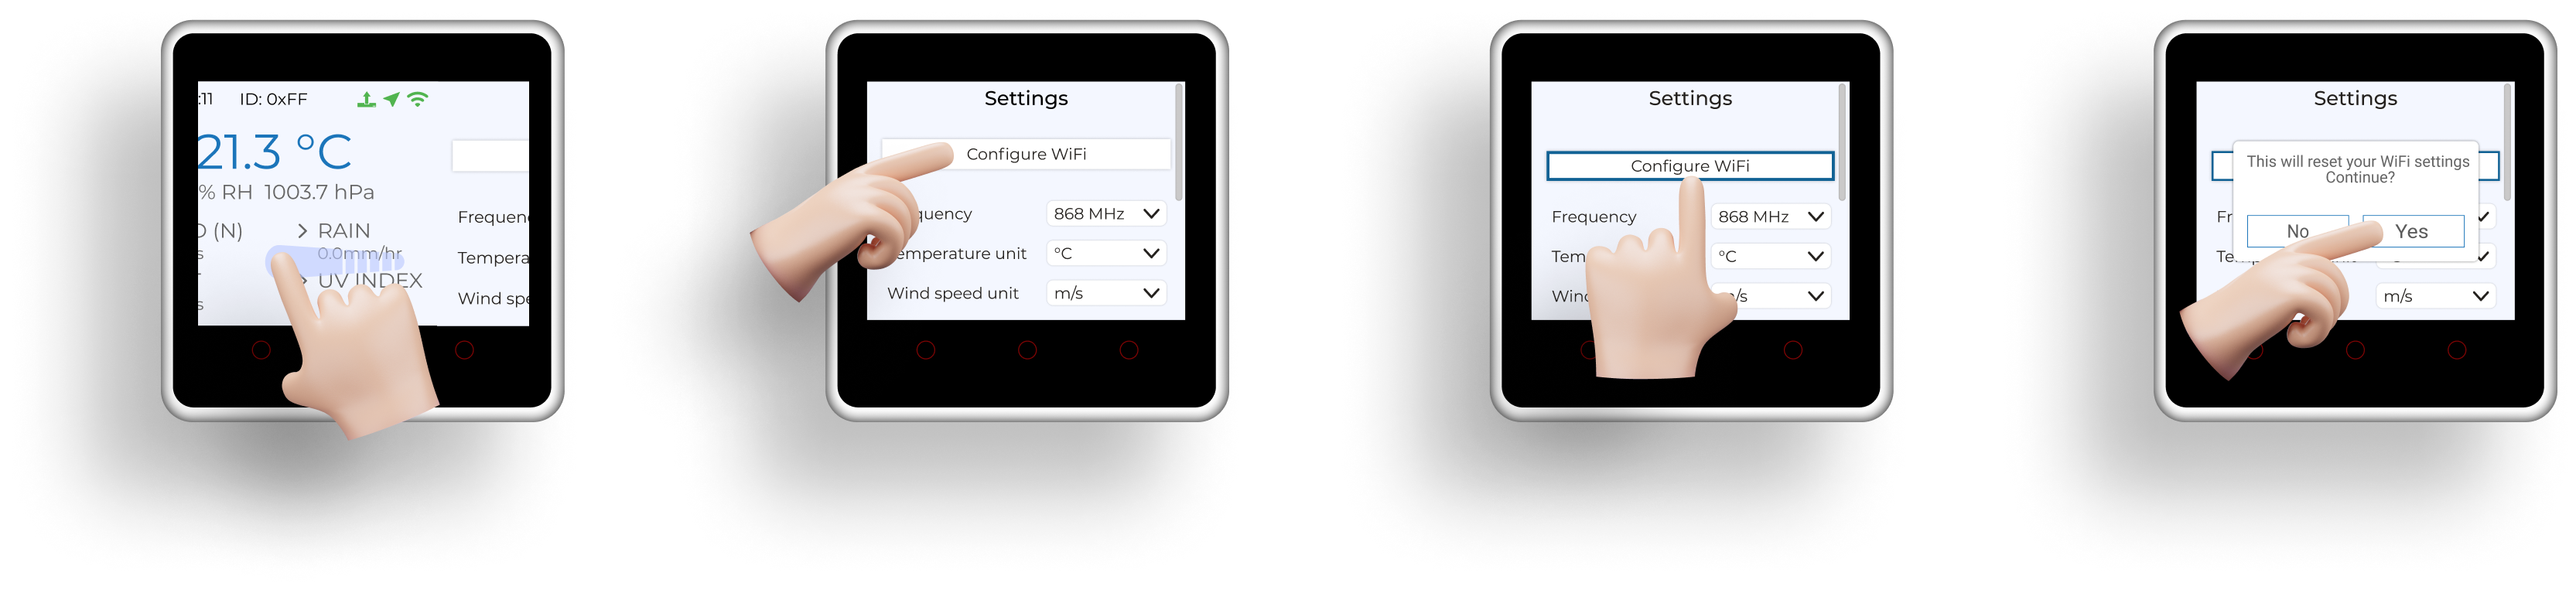 :11 ID: 0xFF
21.3 °C
% RH 1003.7 hPa
(N) > RAIN
s 0.0mm/hr
> UV INDEX
s
Frequen
Tempera
Wind spe
Settings
Configure WiFi
quency 868 MHz
emperature unit °C
Wind speed unit m/s
Settings
Configure WiFi
Frequency 868 MHz
Tem °C
Winc /s
Settings
This will reset your WiFi settings
Continue?
No Yes
Fr
Te
m/s